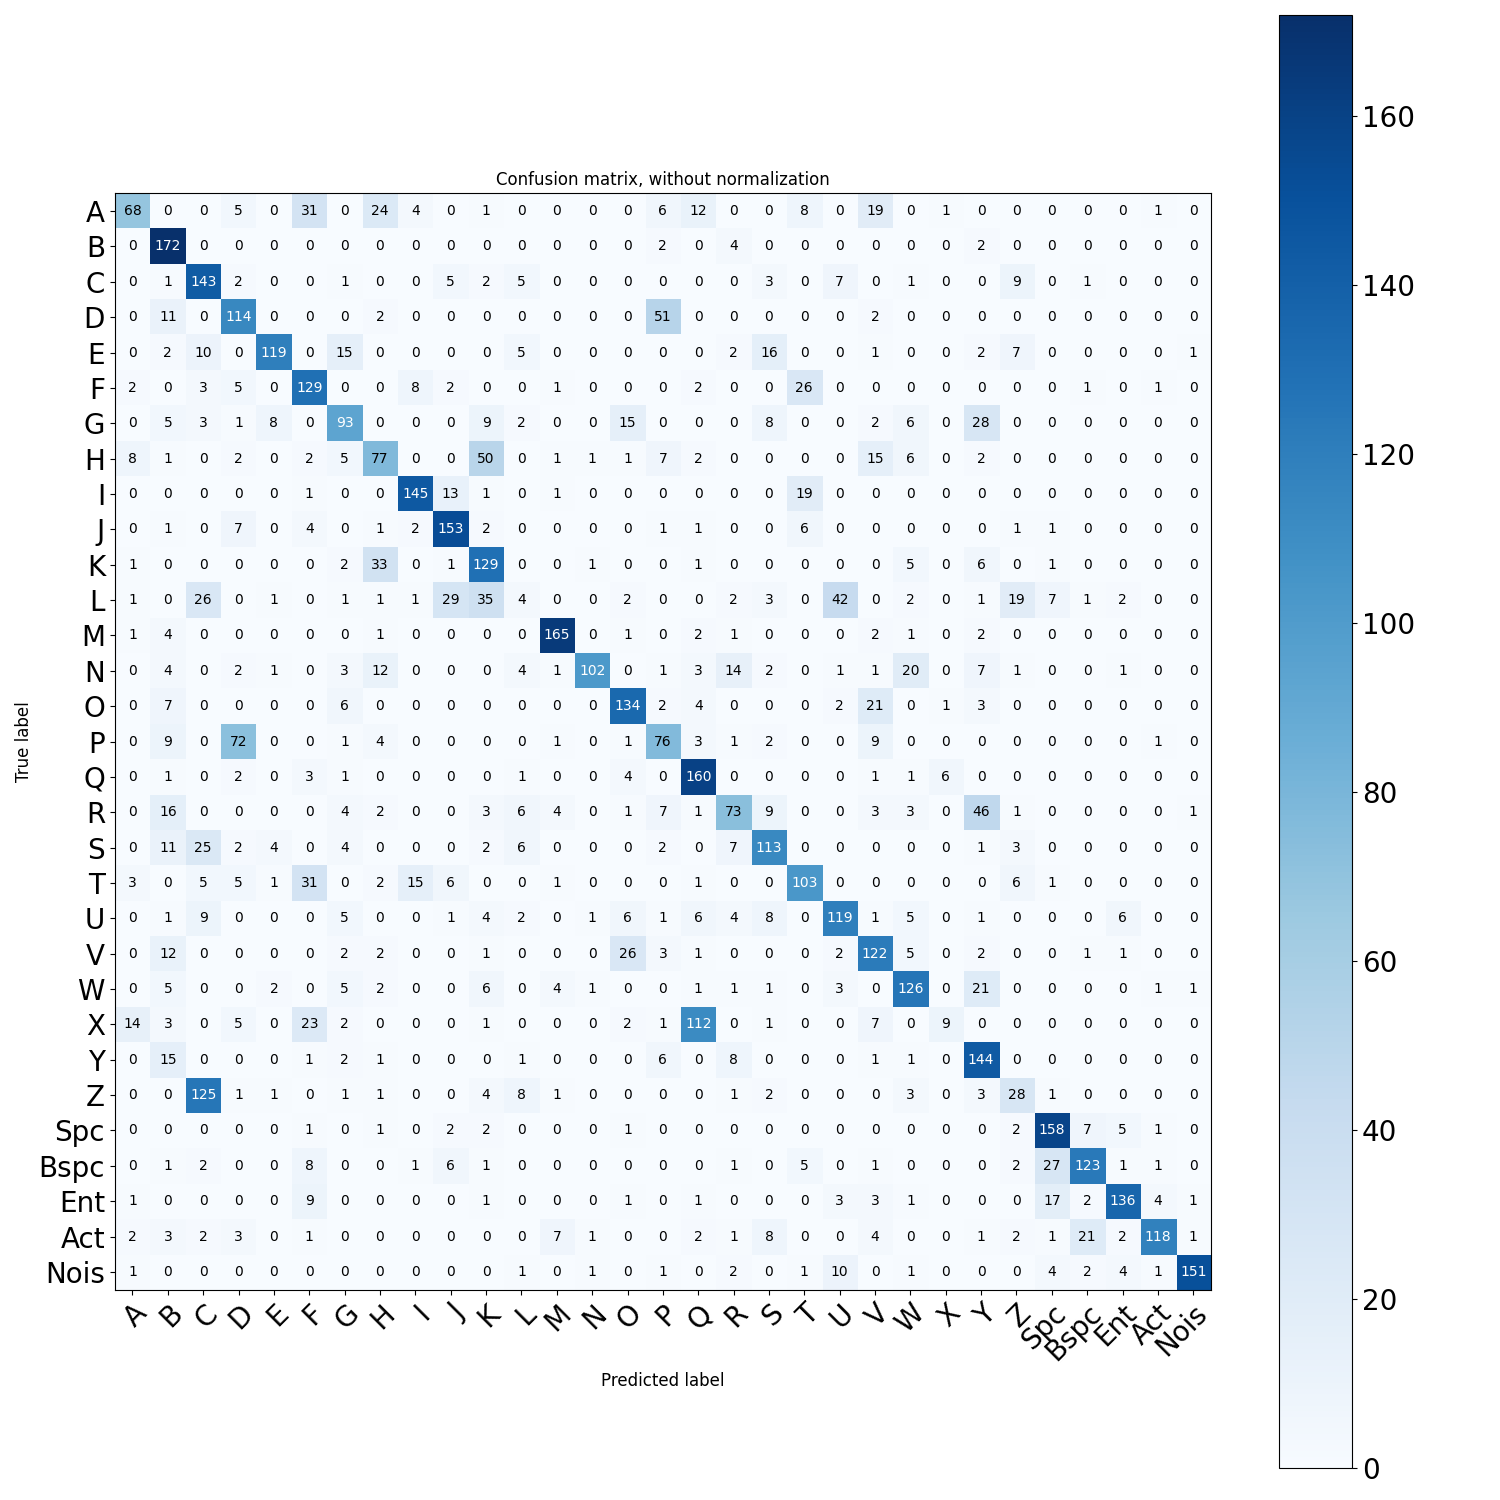 Confusion matrix, without normalization
A 68 0 0 5 0 31 0 24 4 0 1 0 0 0 0 6 12 0 0 8 0 19 0 1 0 0 0 0 0 1 0
B 0 172 0 0 0 0 0 0 0 0 0 0 0 0 0 2 0 4 0 0 0 0 0 0 2 0 0 0 0 0 0
C 0 1 143 2 0 0 1 0 0 5 2 5 0 0 0 0 0 0 3 0 7 0 1 0 0 9 0 1 0 0 0
D 0 11 0 114 0 0 0 2 0 0 0 0 0 0 0 51 0 0 0 0 0 2 0 0 0 0 0 0 0 0 0
E 0 2 10 0 119 0 15 0 0 0 0 5 0 0 0 0 0 2 16 0 0 1 0 0 2 7 0 0 0 0 1
F 2 0 3 5 0 129 0 0 8 2 0 0 1 0 0 0 2 0 0 26 0 0 0 0 0 0 0 1 0 1 0
G 0 5 3 1 8 0 93 0 0 0 9 2 0 0 15 0 0 0 8 0 0 2 6 0 28 0 0 0 0 0 0
H 8 1 0 2 0 2 5 77 0 0 50 0 1 1 1 7 2 0 0 0 0 15 6 0 2 0 0 0 0 0 0
I 0 0 0 0 0 1 0 0 145 13 1 0 1 0 0 0 0 0 0 19 0 0 0 0 0 0 0 0 0 0 0
J 0 1 0 7 0 4 0 1 2 153 2 0 0 0 0 1 1 0 0 6 0 0 0 0 0 1 1 0 0 0 0
K 1 0 0 0 0 0 2 33 0 1 129 0 0 1 0 0 1 0 0 0 0 0 5 0 6 0 1 0 0 0 0
L 1 0 26 0 1 0 1 1 1 29 35 4 0 0 2 0 0 2 3 0 42 0 2 0 1 19 7 1 2 0 0
M 1 4 0 0 0 0 0 1 0 0 0 0 165 0 1 0 2 1 0 0 0 2 1 0 2 0 0 0 0 0 0
N 0 4 0 2 1 0 3 12 0 0 0 4 1 102 0 1 3 14 2 0 1 1 20 0 7 1 0 0 1 0 0
O 0 7 0 0 0 0 6 0 0 0 0 0 0 0 134 2 4 0 0 0 2 21 0 1 3 0 0 0 0 0 0
P 0 9 0 72 0 0 1 4 0 0 0 0 1 0 1 76 3 1 2 0 0 9 0 0 0 0 0 0 0 1 0
Q 0 1 0 2 0 3 1 0 0 0 0 1 0 0 4 0 160 0 0 0 0 1 1 6 0 0 0 0 0 0 0
R 0 16 0 0 0 0 4 2 0 0 3 6 4 0 1 7 1 73 9 0 0 3 3 0 46 1 0 0 0 0 1
S 0 11 25 2 4 0 4 0 0 0 2 6 0 0 0 2 0 7 113 0 0 0 0 0 1 3 0 0 0 0 0
T 3 0 5 5 1 31 0 2 15 6 0 0 1 0 0 0 1 0 0 103 0 0 0 0 0 6 1 0 0 0 0
U 0 1 9 0 0 0 5 0 0 1 4 2 0 1 6 1 6 4 8 0 119 1 5 0 1 0 0 0 6 0 0
V 0 12 0 0 0 0 2 2 0 0 1 0 0 0 26 3 1 0 0 0 2 122 5 0 2 0 0 1 1 0 0
W 0 5 0 0 2 0 5 2 0 0 6 0 4 1 0 0 1 1 1 0 3 0 126 0 21 0 0 0 0 1 1
X 14 3 0 5 0 23 2 0 0 0 1 0 0 0 2 1 112 0 1 0 0 7 0 9 0 0 0 0 0 0 0
Y 0 15 0 0 0 1 2 1 0 0 0 1 0 0 0 6 0 8 0 0 0 1 1 0 144 0 0 0 0 0 0
Z 0 0 125 1 1 0 1 1 0 0 4 8 1 0 0 0 0 1 2 0 0 0 3 0 3 28 1 0 0 0 0
Spc 0 0 0 0 0 1 0 1 0 2 2 0 0 0 1 0 0 0 0 0 0 0 0 0 0 2 158 7 5 1 0
Bspc 0 1 2 0 0 8 0 0 1 6 1 0 0 0 0 0 0 1 0 5 0 1 0 0 0 2 27 123 1 1 0
Ent 1 0 0 0 0 9 0 0 0 0 1 0 0 0 1 0 1 0 0 0 3 3 1 0 0 0 17 2 136 4 1
Act 2 3 2 3 0 1 0 0 0 0 0 0 7 1 0 0 2 1 8 0 0 4 0 0 1 2 1 21 2 118 1
Nois 1 0 0 0 0 0 0 0 0 0 0 1 0 1 0 1 0 2 0 1 10 0 1 0 0 0 4 2 4 1 151
A B C D E F G H I J K L M N O P Q R S T U V W X Y Z Spc Bspc Ent Act Nois
Predicted label
True label
160
140
120
100
80
60
40
20
0